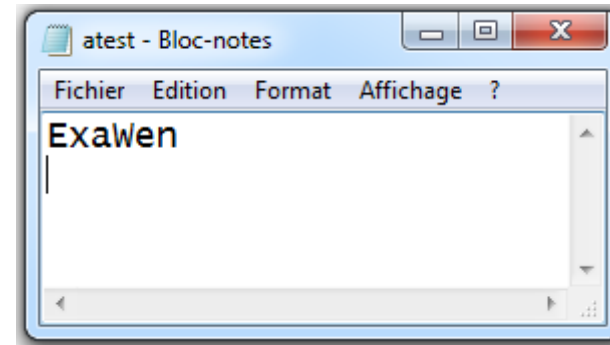 atest - Bloc-notes
Fichier Edition Format Affichage ?
ExaWen